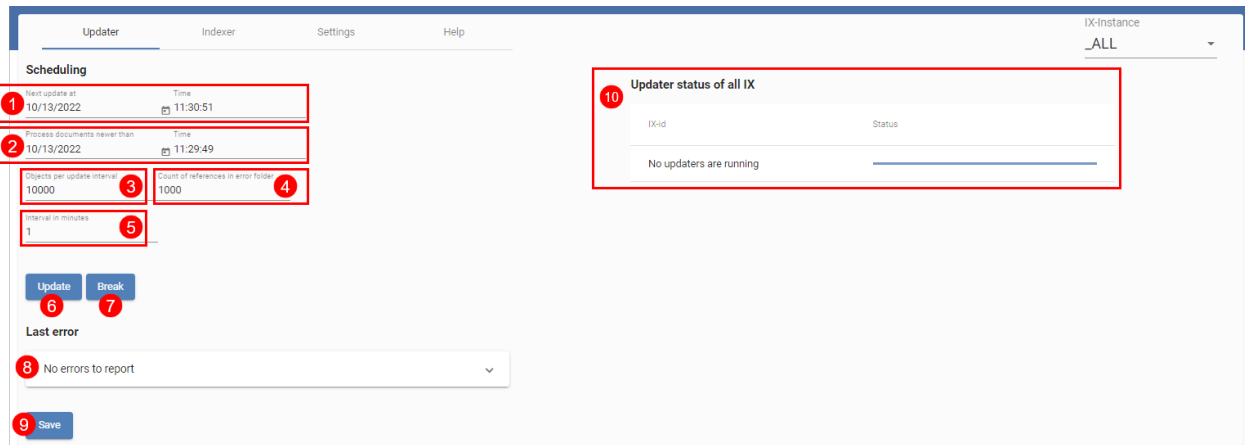 Updater Indexer Settings Help
IX-Instance
_ALL
Scheduling
Next update at Time
1 10/13/2022 11:30:51
Process documents newer than Time
2 10/13/2022 11:29:49
Objects per update interval Count of references in error folder
10000 3 1000 4
Interval in minutes
1 5
Update Break
6 7
Last error
8 No errors to report
9 Save
Updater status of all IX
10
IX-id Status
No updaters are running